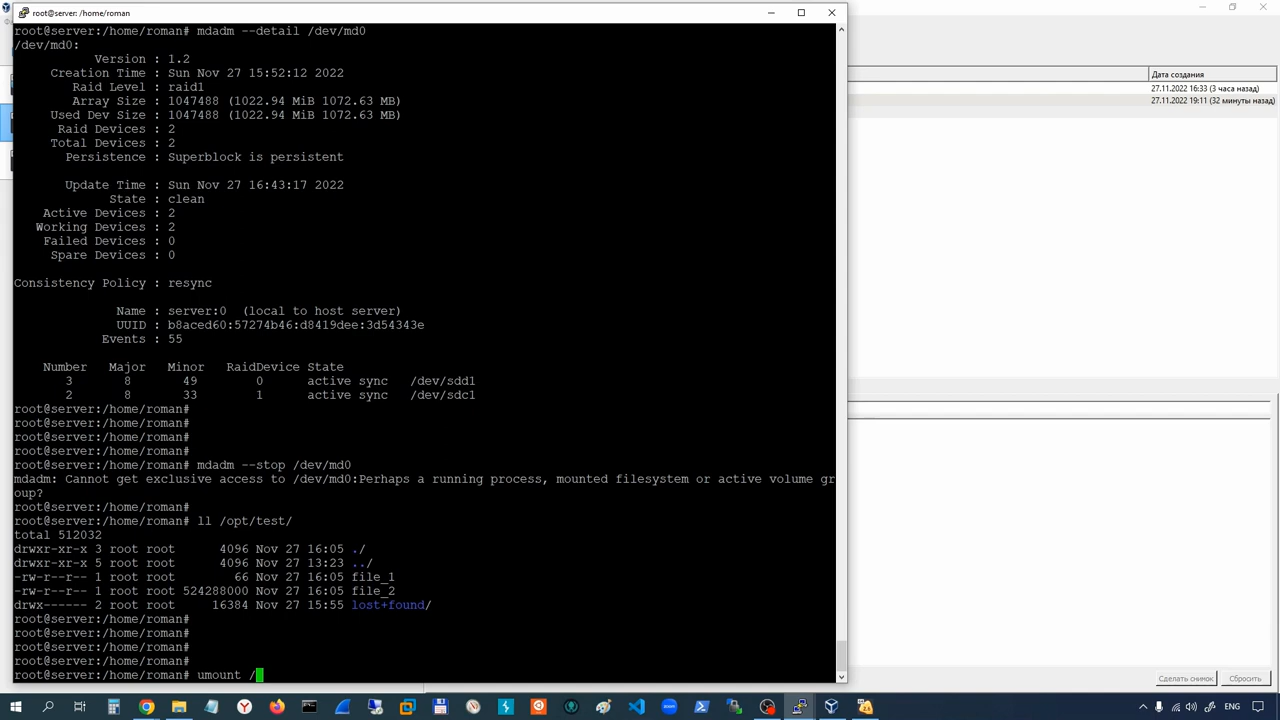 root@server: /home/roman
root@server:/home/roman# mdadm --detail /dev/md0
/dev/md0:
Version : 1.2
Creation Time : Sun Nov 27 15:52:12 2022
Raid Level : raid1
Array Size : 1047488 (1022.94 MiB 1072.63 MB)
Used Dev Size : 1047488 (1022.94 MiB 1072.63 MB)
Raid Devices : 2
Total Devices : 2
Persistence : Superblock is persistent
Update Time : Sun Nov 27 16:43:17 2022
State : clean
Active Devices : 2
Working Devices : 2
Failed Devices : 0
Spare Devices : 0
Consistency Policy : resync
Name : server:0  (local to host server)
UUID : b8aced60:57274b46:d8419dee:3d54343e
Events : 55
Number   Major   Minor   RaidDevice State
3       8       49        0      active sync   /dev/sdd1
2       8       33        1      active sync   /dev/sdc1
root@server:/home/roman#
root@server:/home/roman#
root@server:/home/roman#
root@server:/home/roman#
root@server:/home/roman# mdadm --stop /dev/md0
mdadm: Cannot get exclusive access to /dev/md0:Perhaps a running process, mounted filesystem or active volume gr
oup?
root@server:/home/roman#
root@server:/home/roman# ll /opt/test/
total 512032
drwxr-xr-x 3 root root      4096 Nov 27 16:05 ./
drwxr-xr-x 5 root root      4096 Nov 27 13:23 ../
-rw-r--r-- 1 root root        66 Nov 27 16:05 file_1
-rw-r--r-- 1 root root 524288000 Nov 27 16:05 file_2
drwx------ 2 root root     16384 Nov 27 15:55 lost+found/
root@server:/home/roman#
root@server:/home/roman#
root@server:/home/roman#
root@server:/home/roman#
root@server:/home/roman# umount /
Дата создания
27.11.2022 16:33 (3 часа назад)
27.11.2022 19:11 (32 минуты назад)
Сделать снимок
Сбросить
ENG